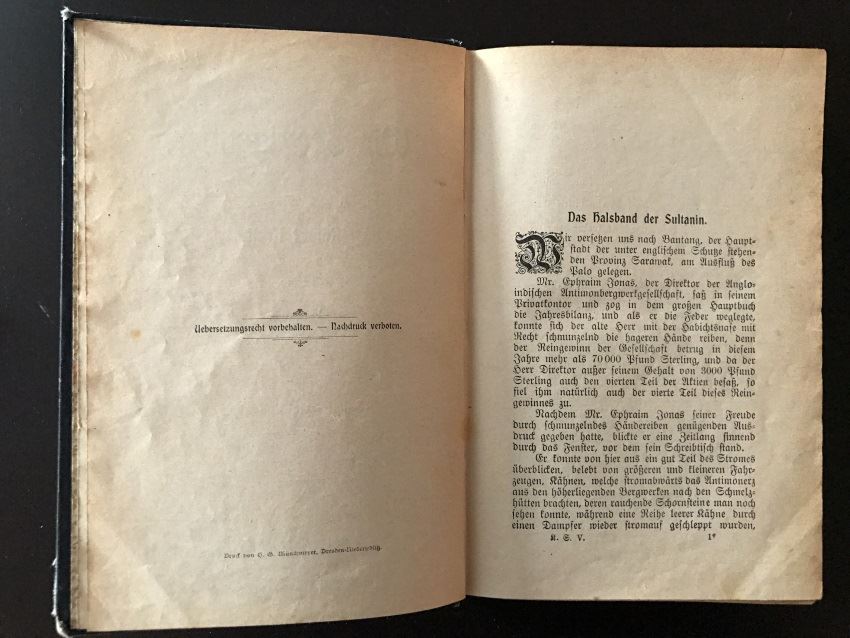 Uebersetzungsrecht vorbehalten. — Nachdruck verboten.
Druck von H. G. Münchmeyer, Dresden-Niedersedlitz.
Das Halsband der Sultanin.
Wir versetzen uns nach Bantang, der Haupt-
stadt der unter englischem Schutze stehen-
den Provinz Sarawak, am Ausfluß des
Palo gelegen.
Mr. Ephraim Jonas, der Direktor der Anglo-
indischen Antimonbergwerkgesellschaft, saß in seinem
Privatkontor und zog in dem großen Hauptbuch
die Jahresbilanz, und als er die Feder weglegte,
konnte sich der alte Herr mit der Habichtsnase mit
Recht schmunzelnd die hageren Hände reiben, denn
der Reingewinn der Gesellschaft betrug in diesem
Jahre mehr als 70 000 Pfund Sterling, und da der
Herr Direktor außer seinem Gehalt von 3000 Pfund
Sterling auch den vierten Teil der Aktien besaß, so
fiel ihm natürlich auch der vierte Teil dieses Rein-
gewinnes zu.
Nachdem Mr. Ephraim Jonas seiner Freude
durch schmunzelndes Händereiben genügenden Aus-
druck gegeben hatte, blickte er eine Zeitlang sinnend
durch das Fenster, vor dem sein Schreibtisch stand.
Er konnte von hier aus ein gut Teil des Stromes
überblicken, belebt von größeren und kleineren Fahr-
zeugen, Kähnen, welche stromabwärts das Antimonerz
aus den höherliegenden Bergwerken nach den Schmelz-
hütten brachten, deren rauchende Schornsteine man noch
sehen konnte, während eine Reihe leerer Kähne durch
einen Dampfer wieder stromauf geschleppt wurden,
K. S. V. 1*